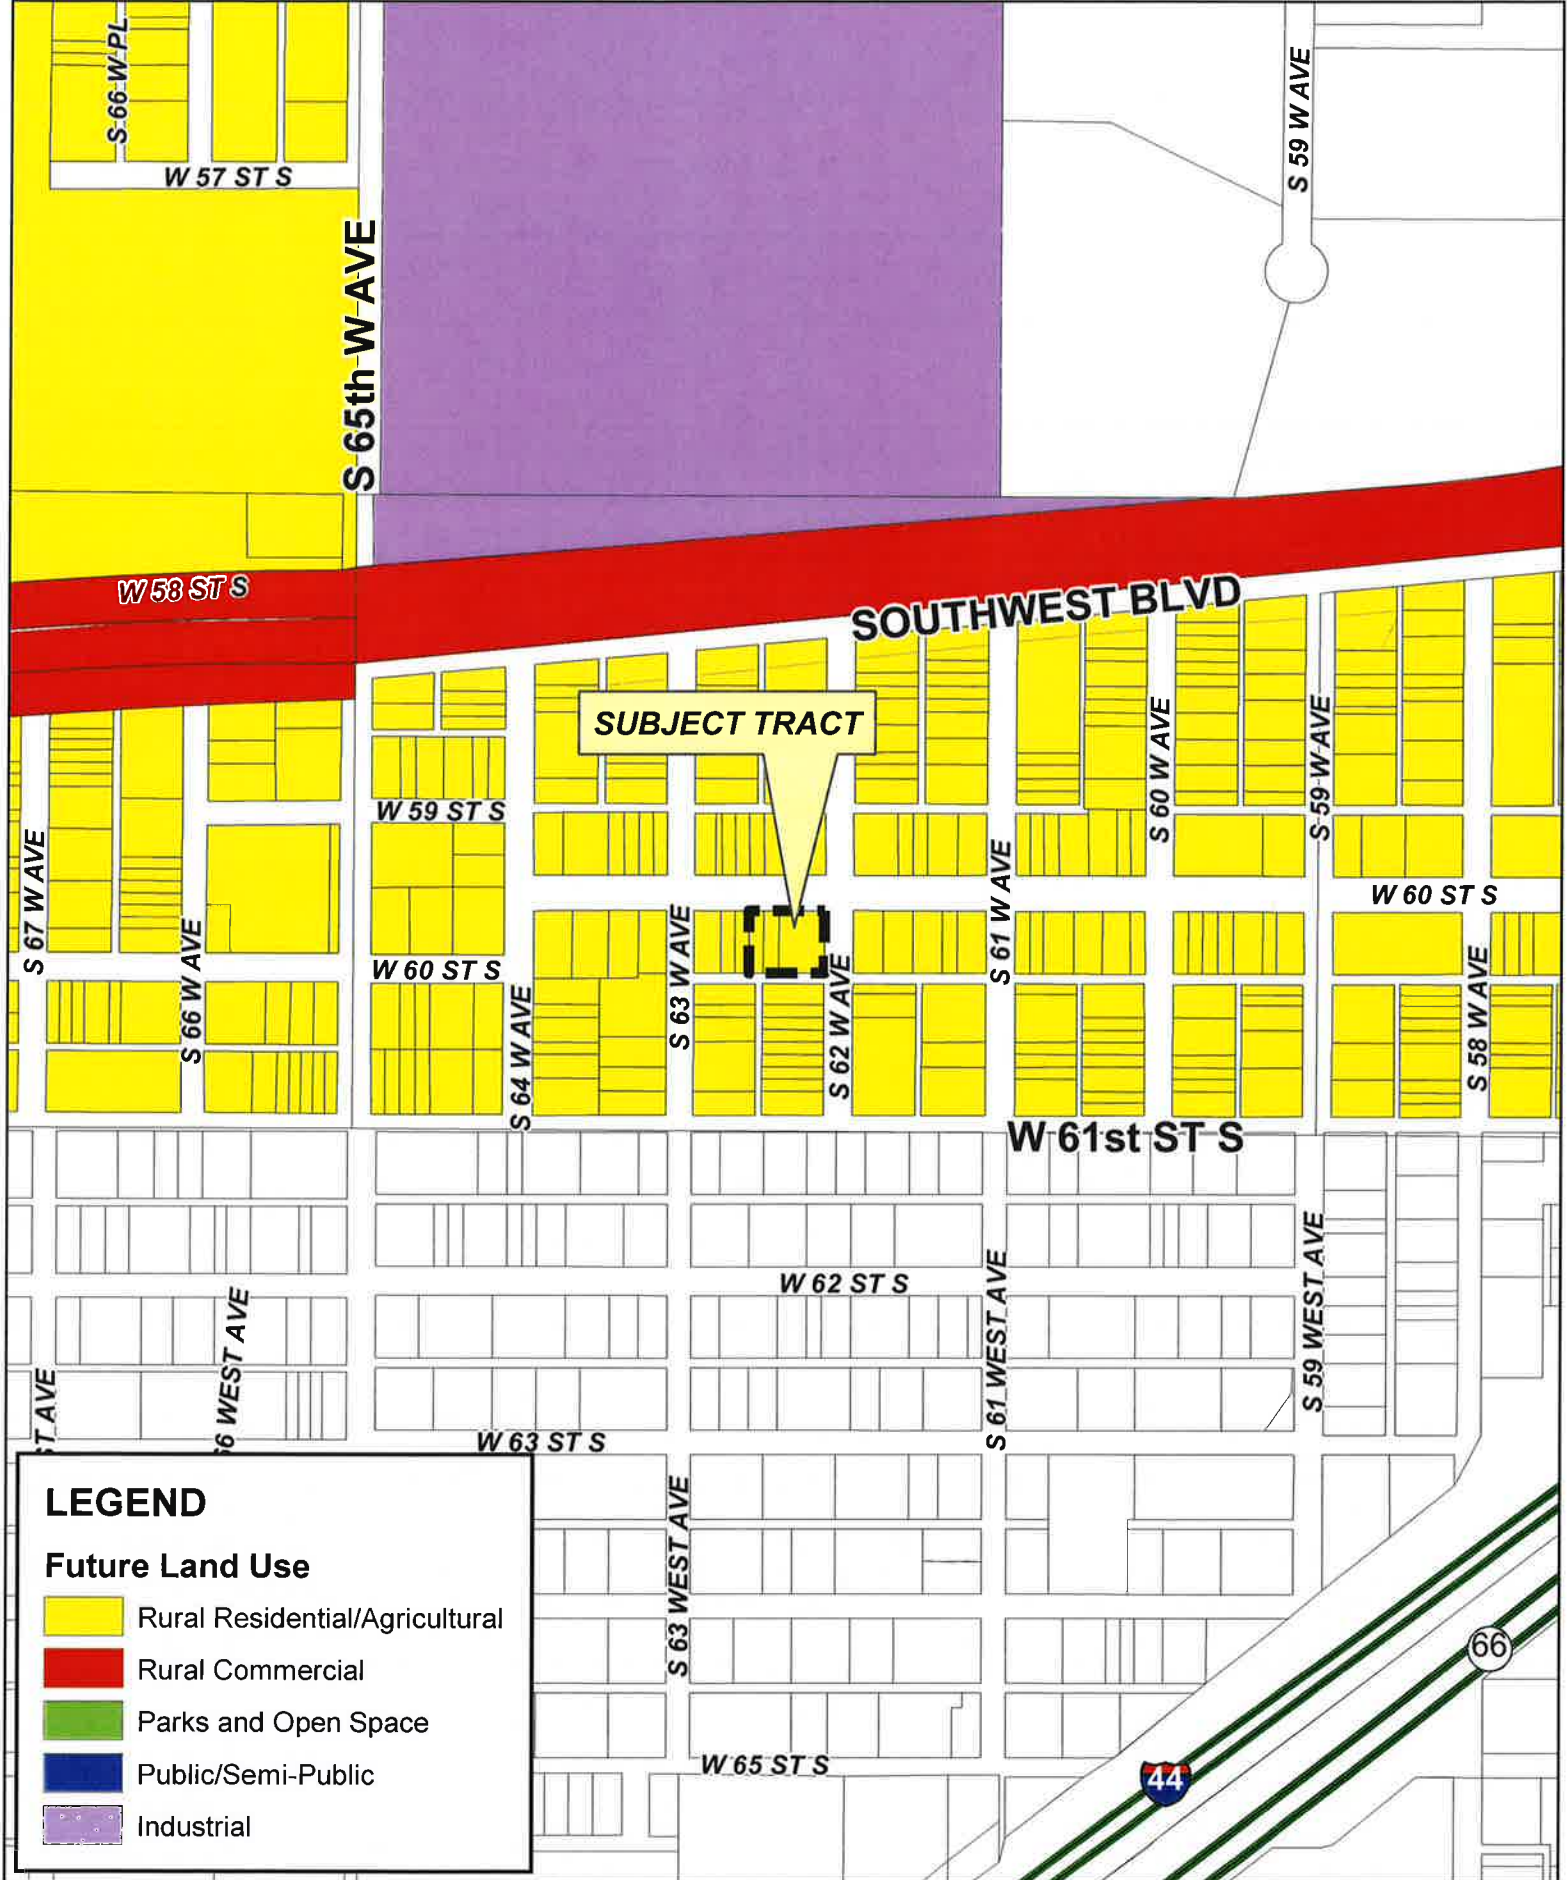 S 66 W PL
W 57 ST S
S 65th W AVE
S 59 W AVE
W 58 ST S
SOUTHWEST BLVD
SUBJECT TRACT
W 59 ST S
S 60 W AVE
S 59 W AVE
S 67 W AVE
S 66 W AVE
W 60 ST S
S 61 W AVE
W 60 ST S
S 64 W AVE
S 63 W AVE
S 62 W AVE
S 58 W AVE
W 61st ST S
W 62 ST S
S 61 WEST AVE
S 59 WEST AVE
ST AVE
66 WEST AVE
W 63 ST S
S 63 WEST AVE
W 65 ST S
66
44
LEGEND
Future Land Use
Rural Residential/Agricultural
Rural Commercial
Parks and Open Space
Public/Semi-Public
Industrial